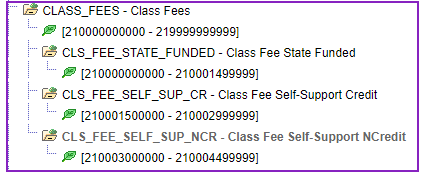 CLASS_FEES - Class Fees
[210000000000 - 219999999999]
CLS_FEE_STATE_FUNDED - Class Fee State Funded
[210000000000 - 210001499999]
CLS_FEE_SELF_SUP_CR - Class Fee Self-Support Credit
[210001500000 - 210002999999]
CLS_FEE_SELF_SUP_NCR - Class Fee Self-Support NCredit
[210003000000 - 210004499999]